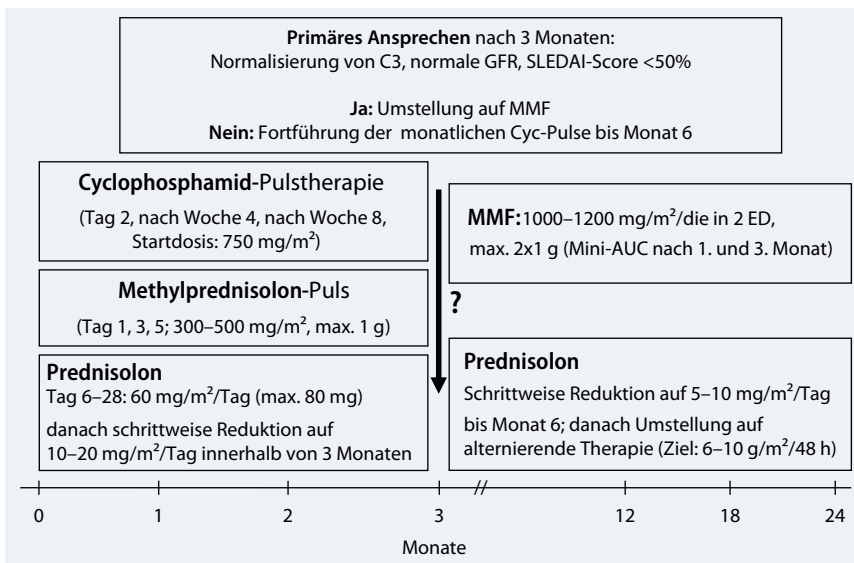 Primäres Ansprechen nach 3 Monaten:
Normalisierung von C3, normale GFR, SLEDAI-Score <50%
Ja: Umstellung auf MMF
Nein: Fortführung der monatlichen Cyc-Pulse bis Monat 6
Cyclophosphamid-Pulstherapie
(Tag 2, nach Woche 4, nach Woche 8,
Startdosis: 750 mg/m²)
Methylprednisolon-Puls
(Tag 1, 3, 5; 300–500 mg/m², max. 1 g)
Prednisolon
Tag 6–28: 60 mg/m²/Tag (max. 80 mg)
danach schrittweise Reduktion auf
10–20 mg/m²/Tag innerhalb von 3 Monaten
?
MMF: 1000–1200 mg/m²/die in 2 ED,
max. 2x1 g (Mini-AUC nach 1. und 3. Monat)
Prednisolon
Schrittweise Reduktion auf 5–10 mg/m²/Tag
bis Monat 6; danach Umstellung auf
alternierende Therapie (Ziel: 6–10 g/m²/48 h)
0 1 2 3 // 12 18 24
Monate